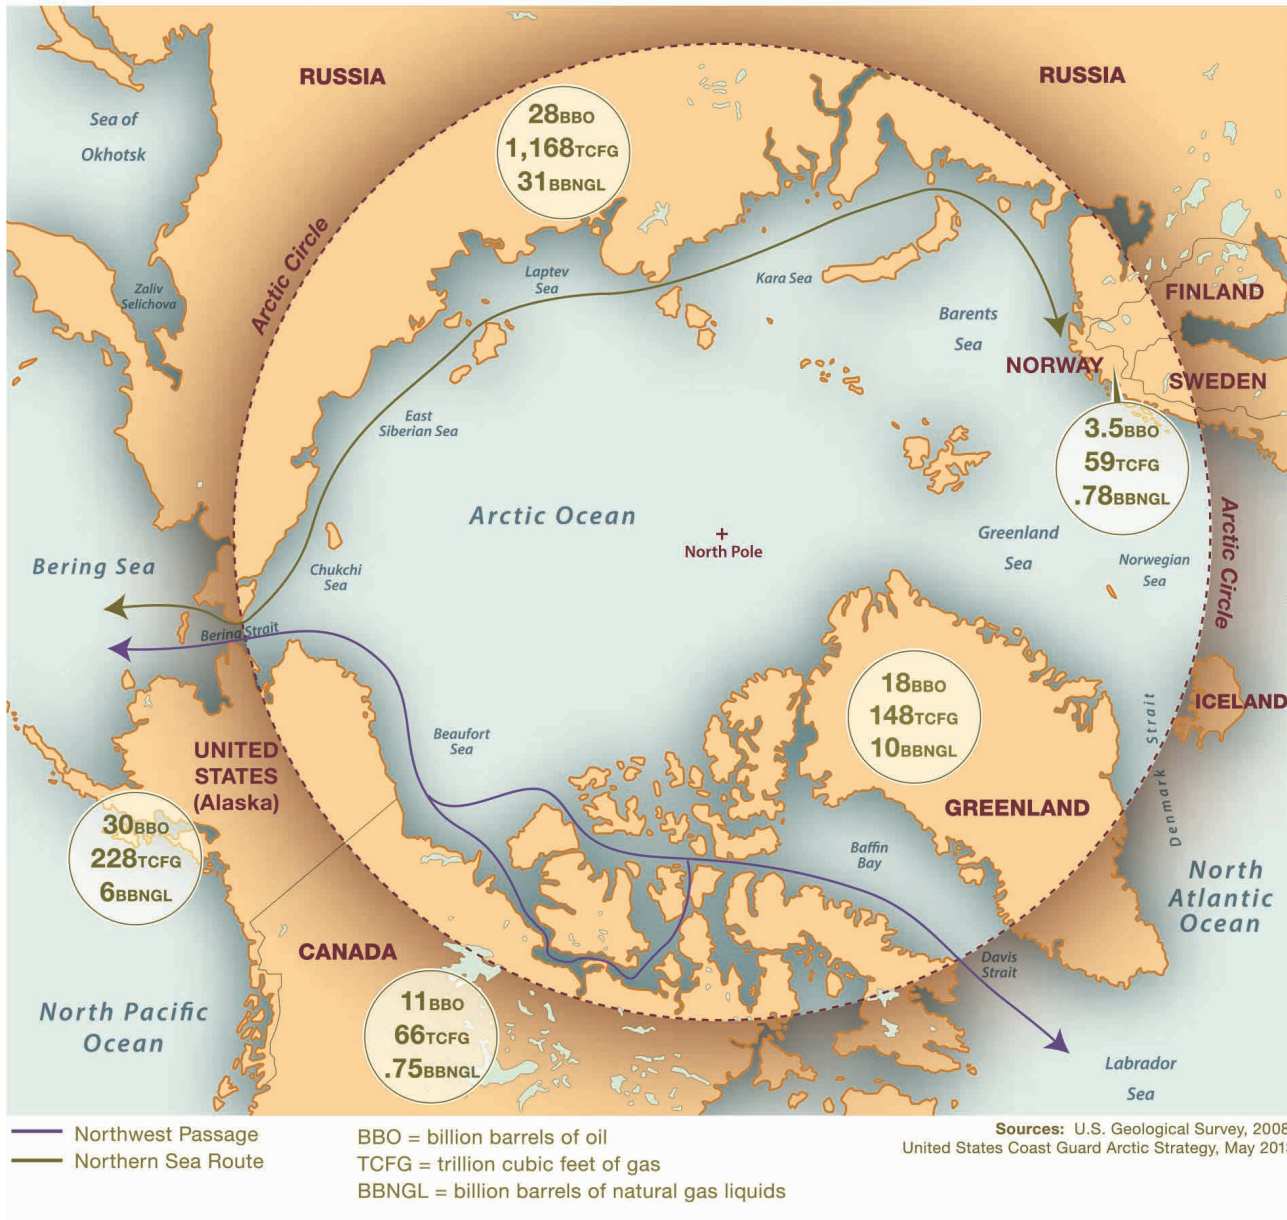 RUSSIA
RUSSIA
Sea of
Okhotsk
28BBO
1,168TCFG
31BBNGL
Arctic Circle
Zaliv
Selichova
Laptev
Sea
Kara Sea
Barents
Sea
FINLAND
NORWAY
SWEDEN
3.5BBO
59TCFG
.78BBNGL
East
Siberian Sea
Arctic Ocean
North Pole
Greenland
Sea
Norwegian
Sea
Arctic Circle
Bering Sea
Chukchi
Sea
Bering Strait
18BBO
148TCFG
10BBNGL
ICELAND
Denmark Strait
Beaufort
Sea
UNITED
STATES
(Alaska)
30BBO
228TCFG
6BBNGL
GREENLAND
Baffin
Bay
North
Atlantic
Ocean
CANADA
Davis
Strait
11BBO
66TCFG
.75BBNGL
North Pacific
Ocean
Labrador
Sea
Northwest Passage
Northern Sea Route
BBO = billion barrels of oil
TCFG = trillion cubic feet of gas
BBNGL = billion barrels of natural gas liquids
Sources: U.S. Geological Survey, 2008
United States Coast Guard Arctic Strategy, May